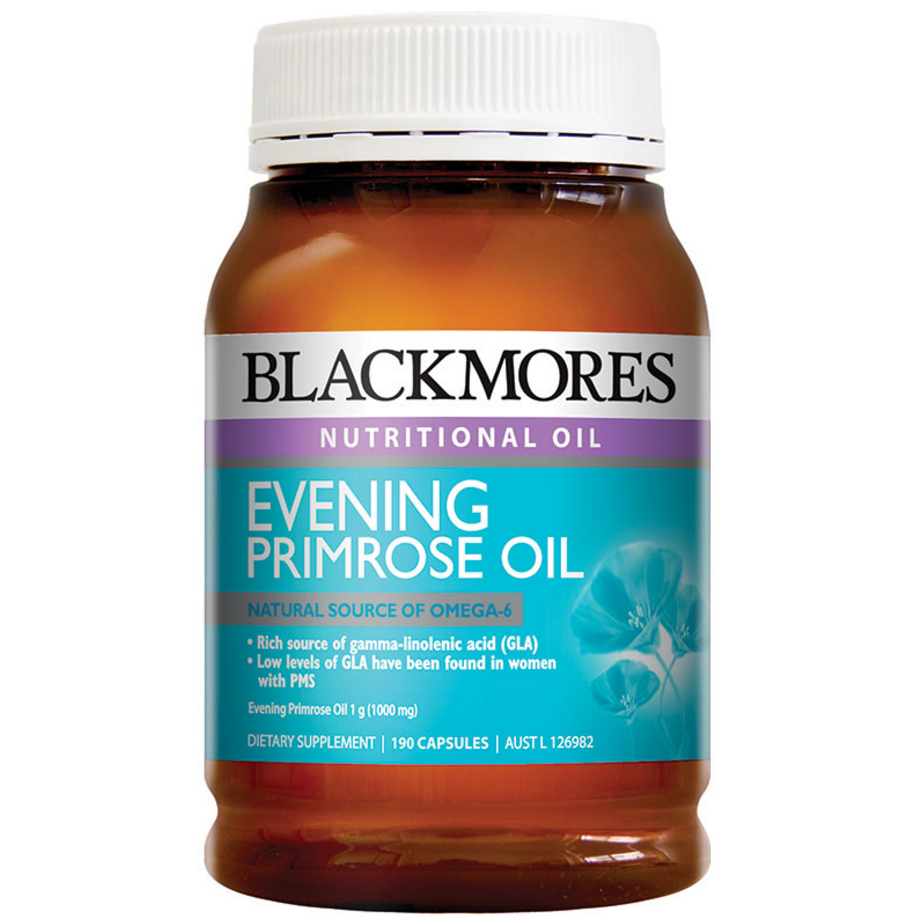 BLACKMORES
NUTRITIONAL OIL
EVENING
PRIMROSE OIL
NATURAL SOURCE OF OMEGA-6
• Rich source of gamma-linolenic acid (GLA)
• Low levels of GLA have been found in women
with PMS
Evening Primrose Oil 1 g (1000 mg)
DIETARY SUPPLEMENT | 190 CAPSULES | AUST L 126982